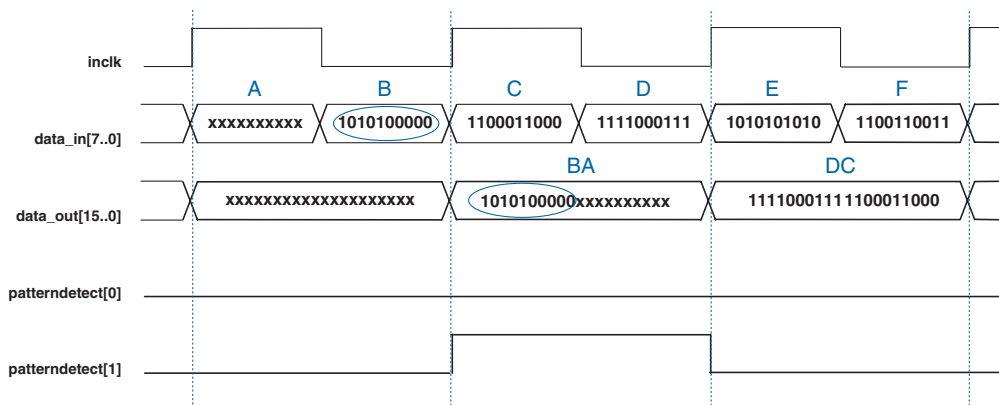 inclk
A B C D E F
data_in[7..0] xxxxxxxxxx 1010100000 1100011000 1111000111 1010101010 1100110011
BA DC
data_out[15..0] xxxxxxxxxxxxxxxxxxxx 1010100000xxxxxxxxxx 11110001111100011000
patterndetect[0]
patterndetect[1]